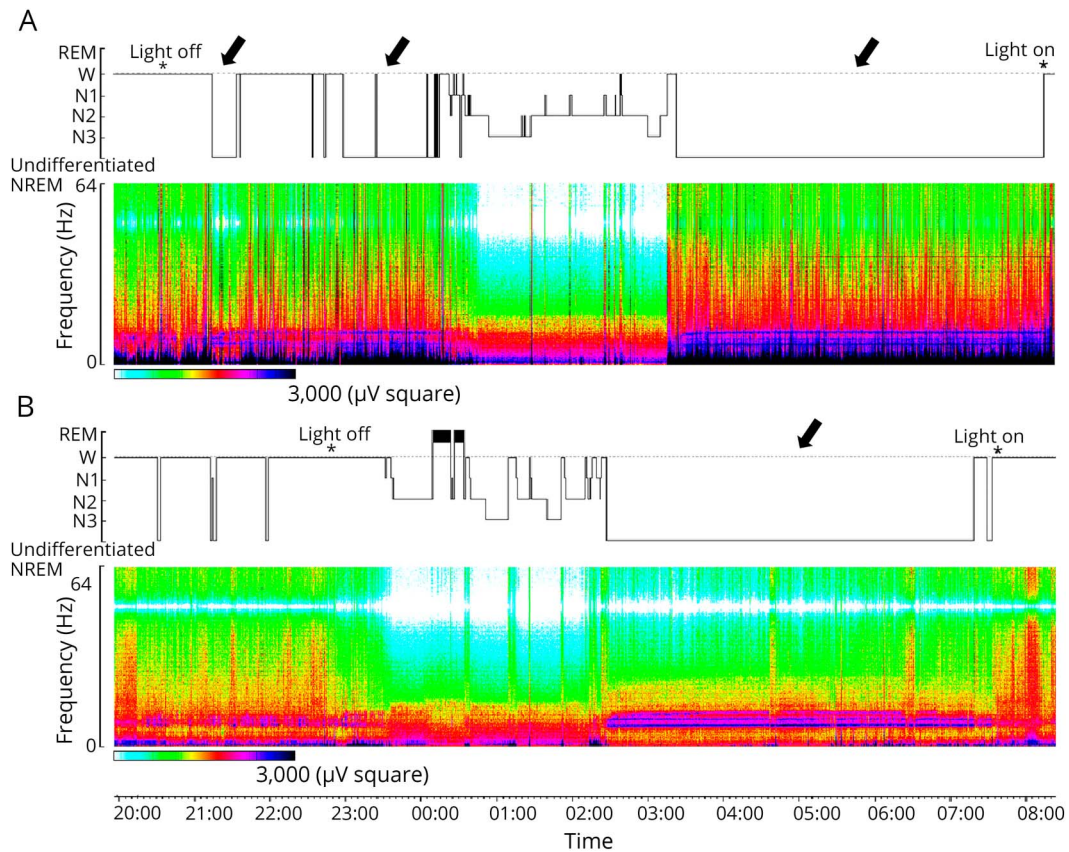 A
REM
Light off
*
Light on
*
W
N1
N2
N3
Undifferentiated
NREM
64
Frequency (Hz)
0
3,000 (μV square)
B
REM
Light off
*
Light on
*
W
N1
N2
N3
Undifferentiated
NREM
64
Frequency (Hz)
0
3,000 (μV square)
20:00 21:00 22:00 23:00 00:00 01:00 02:00 03:00 04:00 05:00 06:00 07:00 08:00
Time